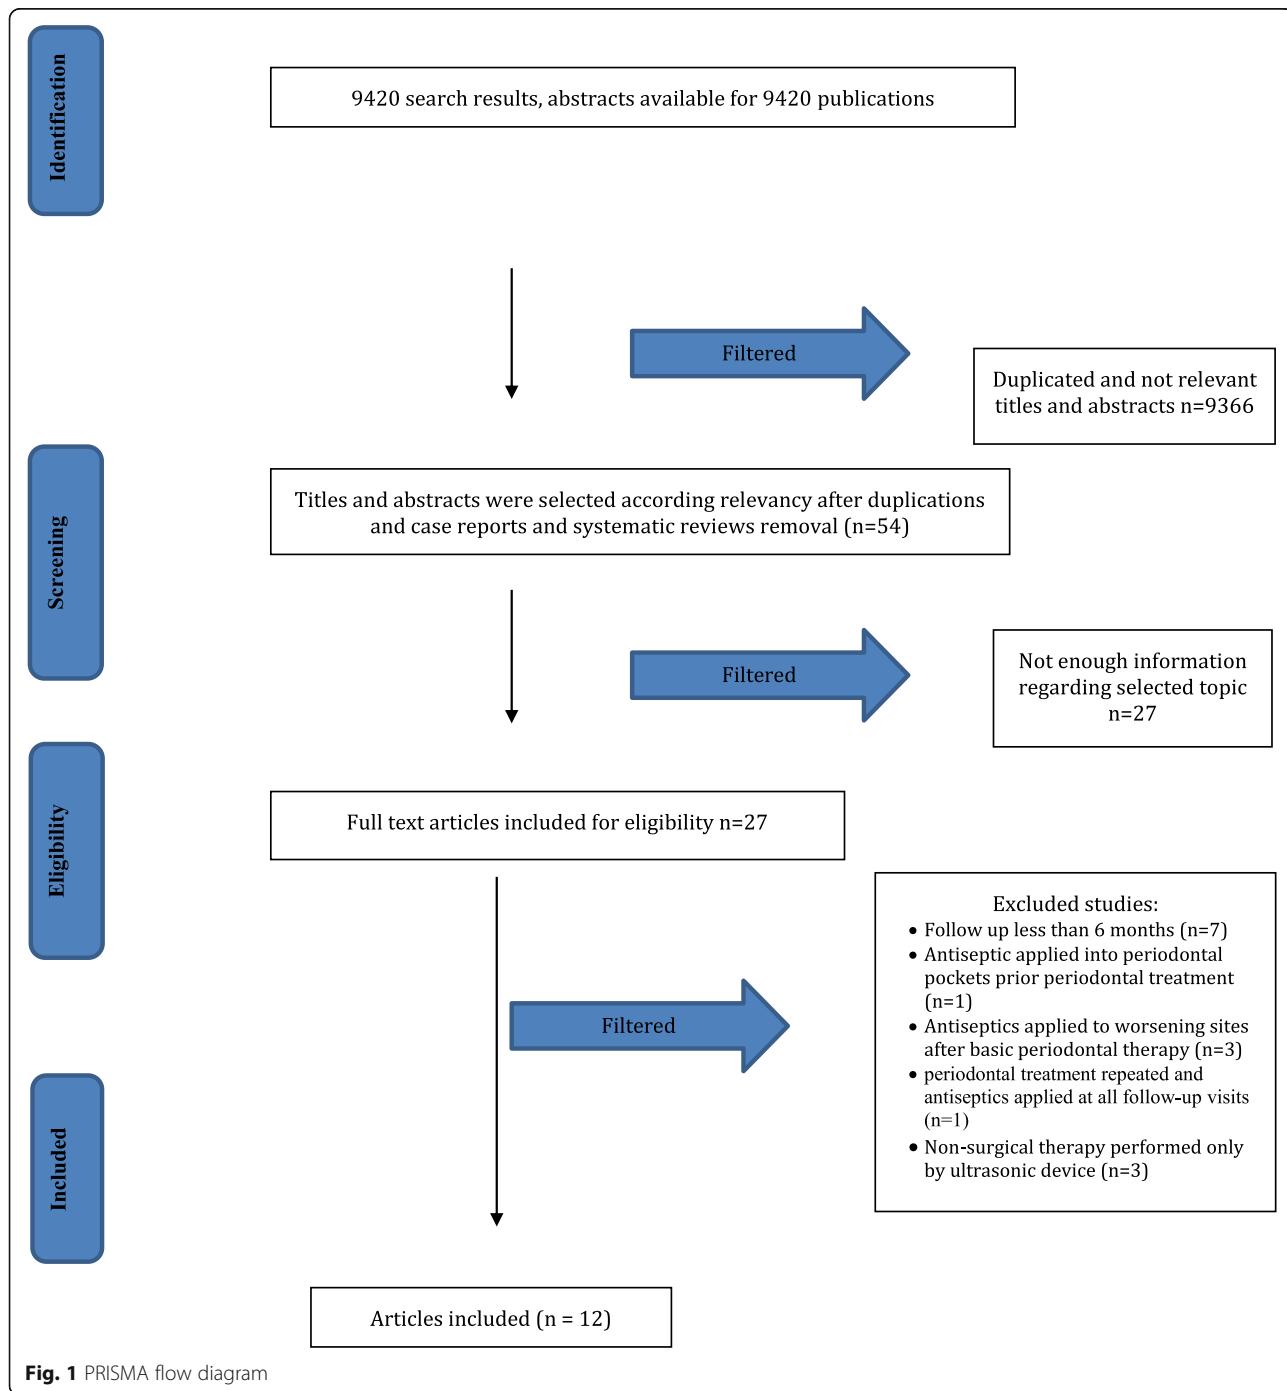 Identification
9420 search results, abstracts available for 9420 publications
Filtered
Duplicated and not relevant
titles and abstracts n=9366
Screening
Titles and abstracts were selected according relevancy after duplications
and case reports and systematic reviews removal (n=54)
Filtered
Not enough information
regarding selected topic
n=27
Eligibility
Full text articles included for eligibility n=27
Filtered
Excluded studies:
• Follow up less than 6 months (n=7)
• Antiseptic applied into periodontal
pockets prior periodontal treatment
(n=1)
• Antiseptics applied to worsening sites
after basic periodontal therapy (n=3)
• periodontal treatment repeated and
antiseptics applied at all follow-up visits
(n=1)
• Non-surgical therapy performed only
by ultrasonic device (n=3)
Included
Articles included (n = 12)
Fig. 1 PRISMA flow diagram